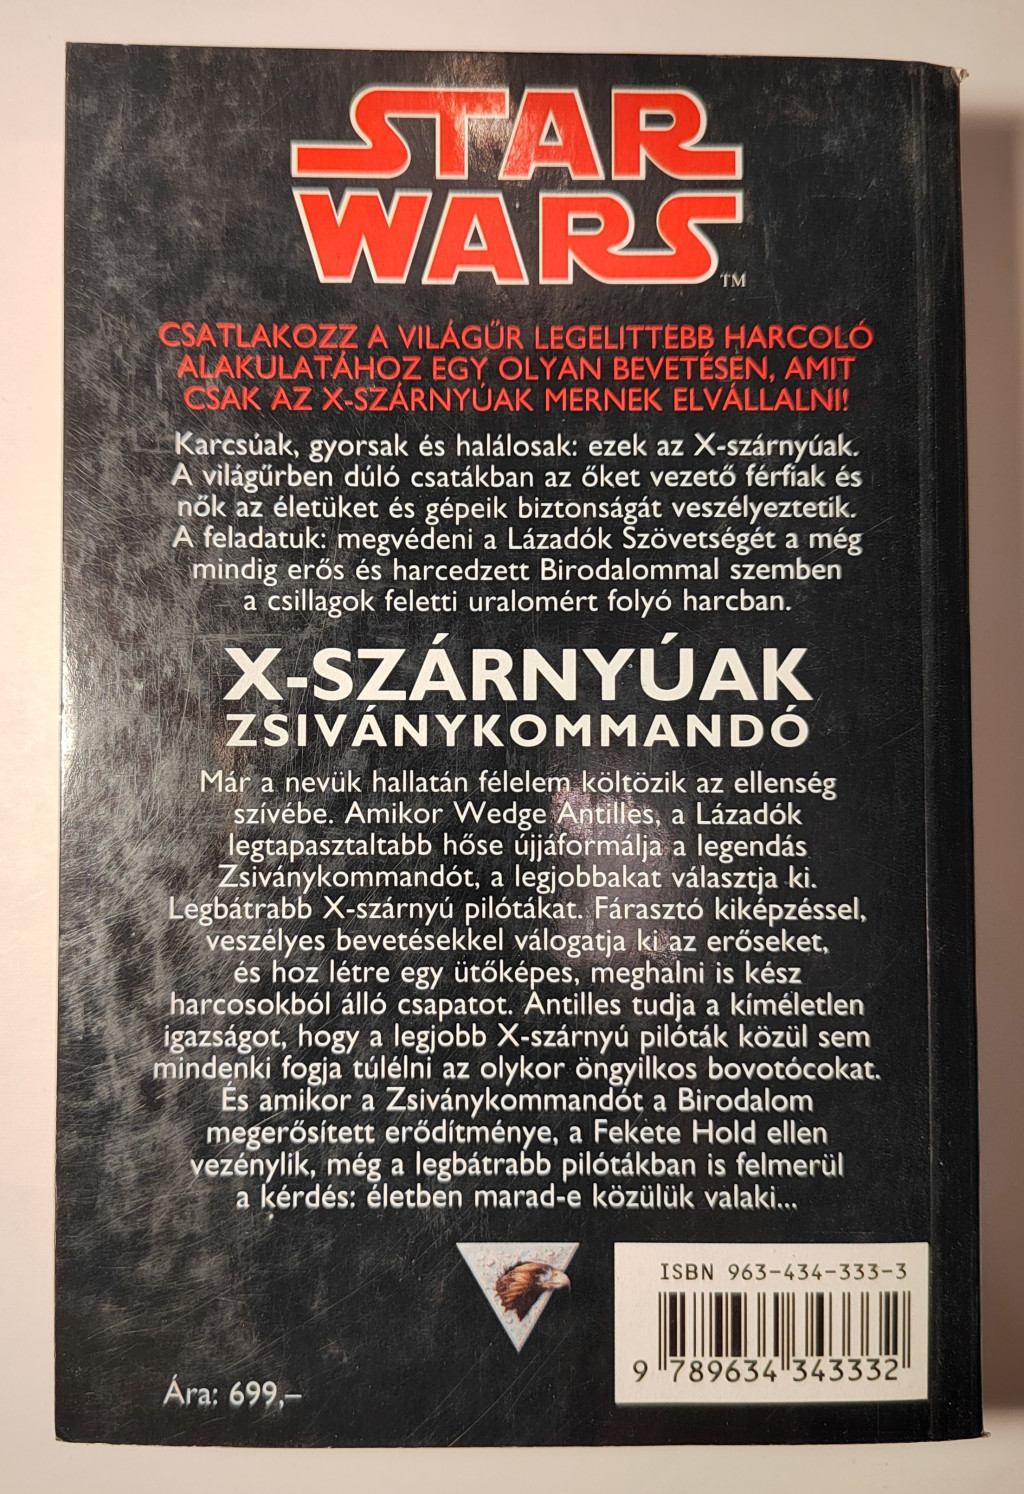 STAR
WARS
TM
CSATLAKOZZ A VILÁGŰR LEGELITTEBB HARCOLÓ
ALAKULATÁHOZ EGY OLYAN BEVETÉSEN, AMIT
CSAK AZ X-SZÁRNYÚAK MERNEK ELVÁLLALNI!
Karcsúak, gyorsak és halálosak: ezek az X-szárnyúak.
A világűrben dúló csatákban az őket vezető férfiak és
nők az életüket és gépeik biztonságát veszélyeztetik.
A feladatuk: megvédeni a Lázadók Szövetségét a még
mindig erős és harcedzett Birodalommal szemben
a csillagok feletti uralomért folyó harcban.
X-SZÁRNYÚAK
ZSIVÁNYKOMMANDÓ
Már a nevük hallatán félelem költözik az ellenség
szívébe. Amikor Wedge Antilles, a Lázadók
legtapasztaltabb hőse újjáformálja a legendás
Zsiványkommandót, a legjobbakat választja ki.
Legbátrabb X-szárnyú pilótákat. Fárasztó kiképzéssel,
veszélyes bevetésekkel válogatja ki az erőseket,
és hoz létre egy ütőképes, meghalni is kész
harcosokból álló csapatot. Antilles tudja a kíméletlen
igazságot, hogy a legjobb X-szárnyú pilóták közül sem
mindenki fogja túlélni az olykor öngyilkos bovotócokat.
És amikor a Zsiványkommandót a Birodalom
megerősített erődítménye, a Fekete Hold ellen
vezénylik, még a legbátrabb pilótákban is felmerül
a kérdés: életben marad-e közülük valaki...
ISBN 963-434-333-3
9 789634 343332
Ára: 699,–